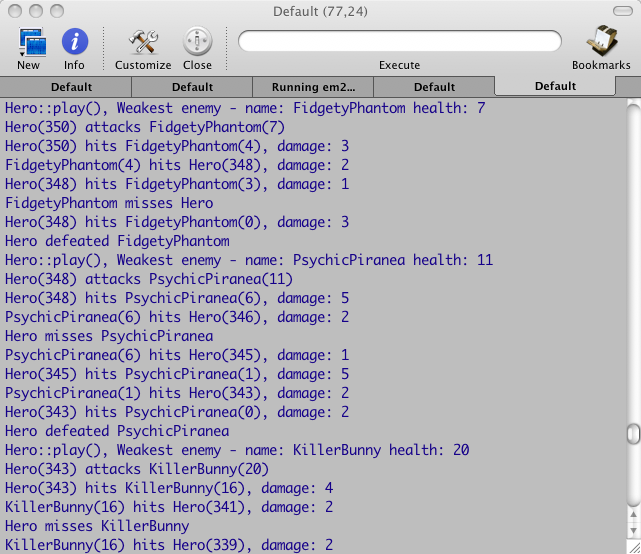 Default (77,24)
New
Info
Customize
Close
Execute
Bookmarks
Default
Default
Running em2...
Default
Default
Hero::play(), Weakest enemy - name: FidgetyPhantom health: 7
Hero(350) attacks FidgetyPhantom(7)
Hero(350) hits FidgetyPhantom(4), damage: 3
FidgetyPhantom(4) hits Hero(348), damage: 2
Hero(348) hits FidgetyPhantom(3), damage: 1
FidgetyPhantom misses Hero
Hero(348) hits FidgetyPhantom(0), damage: 3
Hero defeated FidgetyPhantom
Hero::play(), Weakest enemy - name: PsychicPiranea health: 11
Hero(348) attacks PsychicPiranea(11)
Hero(348) hits PsychicPiranea(6), damage: 5
PsychicPiranea(6) hits Hero(346), damage: 2
Hero misses PsychicPiranea
PsychicPiranea(6) hits Hero(345), damage: 1
Hero(345) hits PsychicPiranea(1), damage: 5
PsychicPiranea(1) hits Hero(343), damage: 2
Hero(343) hits PsychicPiranea(0), damage: 2
Hero defeated PsychicPiranea
Hero::play(), Weakest enemy - name: KillerBunny health: 20
Hero(343) attacks KillerBunny(20)
Hero(343) hits KillerBunny(16), damage: 4
KillerBunny(16) hits Hero(341), damage: 2
Hero misses KillerBunny
KillerBunny(16) hits Hero(339), damage: 2